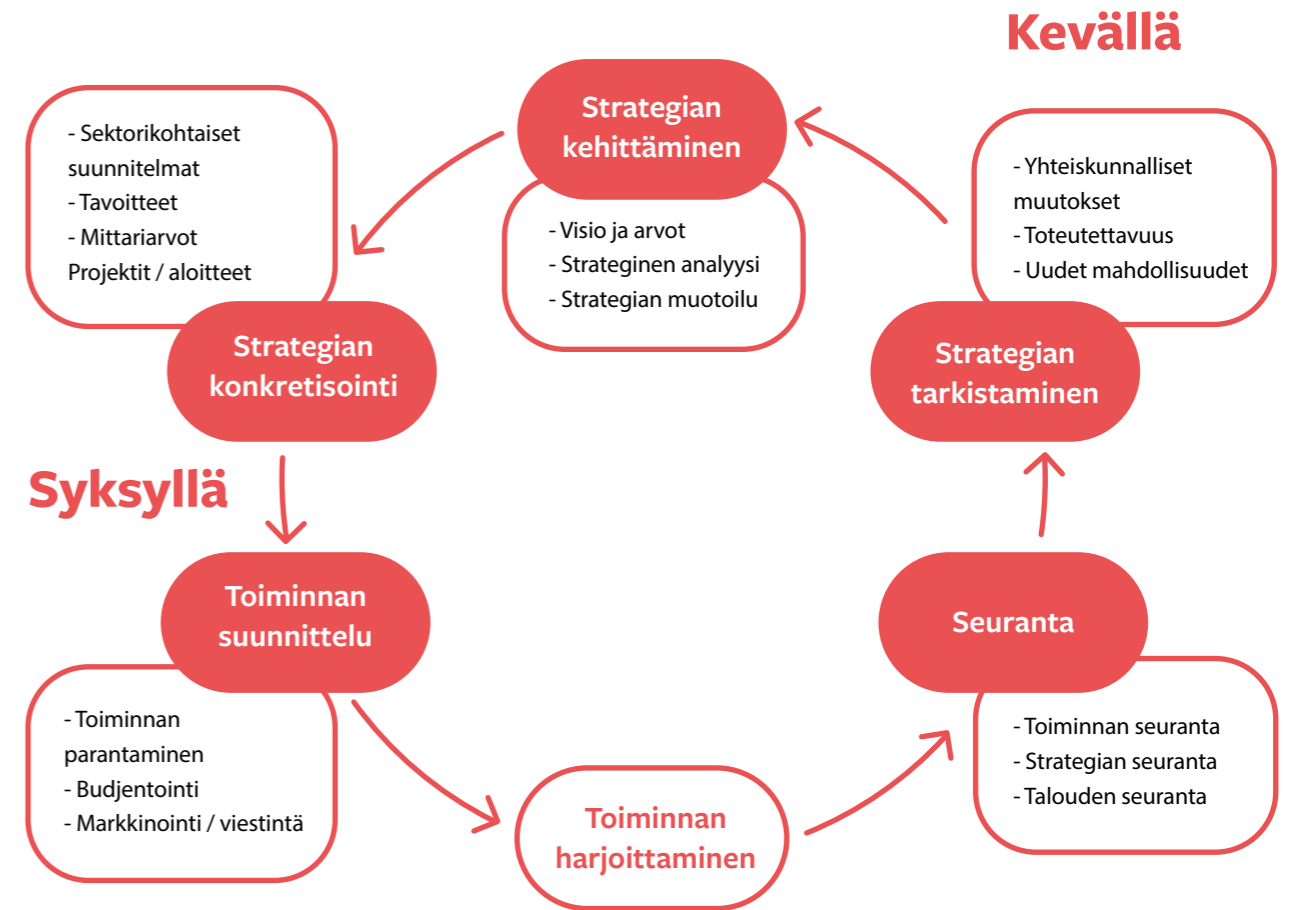 Kevällä
Strategian
kehittäminen
- Visio ja arvot
- Strateginen analyysi
- Strategian muotoilu
- Sektorikohtaiset
suunnitelmat
- Tavoitteet
- Mittariarvot
Projektit / aloitteet
Strategian
konkretisointi
Syksyllä
Toiminnan
suunnittelu
- Toiminnan
parantaminen
- Budjentointi
- Markkinointi / viestintä
Toiminnan
harjoittaminen
Seuranta
- Toiminnan seuranta
- Strategian seuranta
- Talouden seuranta
- Yhteiskunnalliset
muutokset
- Toteutettavuus
- Uudet mahdollisuudet
Strategian
tarkistaminen